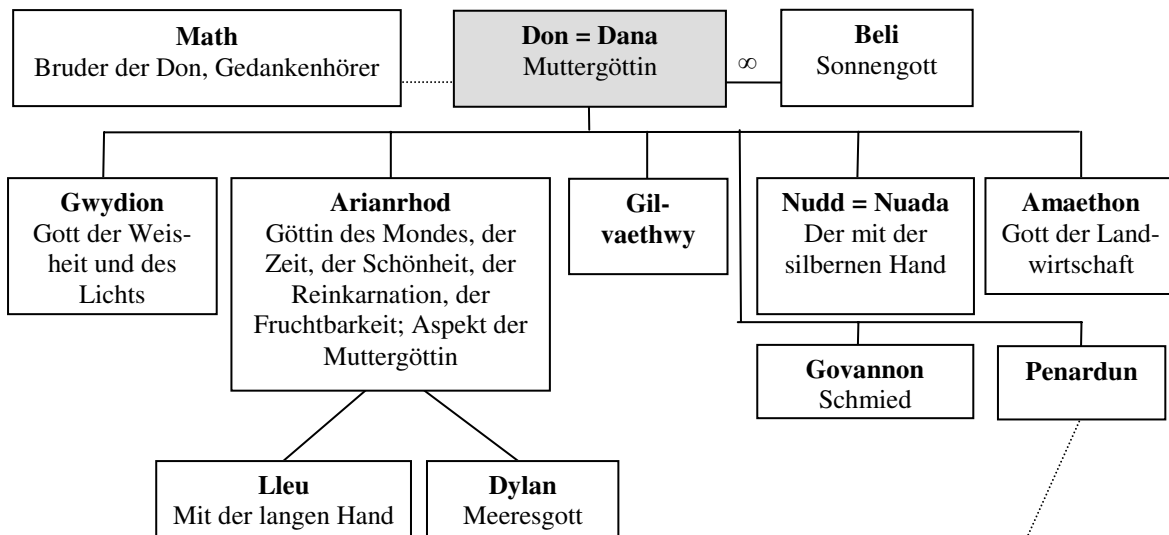 Math
Bruder der Don, Gedankenhörer
Don = Dana
Muttergöttin
∞
Beli
Sonnengott
Gwydion
Gott der Weis-
heit und des
Lichts
Arianrhod
Göttin des Mondes, der
Zeit, der Schönheit, der
Reinkarnation, der
Fruchtbarkeit; Aspekt der
Muttergöttin
Gil-
vaethwy
Nudd = Nuada
Der mit der
silbernen Hand
Amaethon
Gott der Land-
wirtschaft
Govannon
Schmied
Penardun
Lleu
Mit der langen Hand
Dylan
Meeresgott